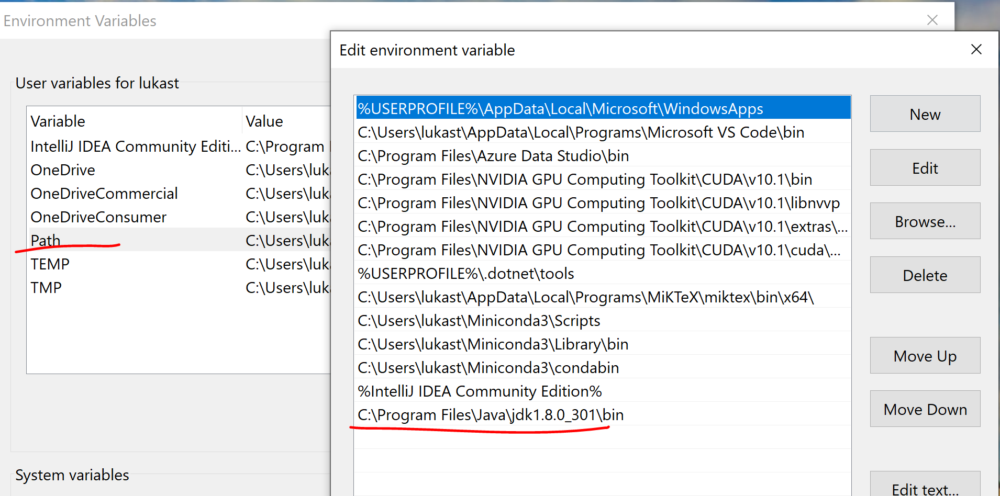 Environment Variables
Edit environment variable
User variables for lukast
Variable Value
IntelliJ IDEA Community Editi... C:\Program
OneDrive C:\Users\luka
OneDriveCommercial C:\Users\luka
OneDriveConsumer C:\Users\luka
Path C:\Users\luka
TEMP C:\Users\luka
TMP C:\Users\luka
System variables
%USERPROFILE%\AppData\Local\Microsoft\WindowsApps
C:\Users\lukast\AppData\Local\Programs\Microsoft VS Code\bin
C:\Program Files\Azure Data Studio\bin
C:\Program Files\NVIDIA GPU Computing Toolkit\CUDA\v10.1\bin
C:\Program Files\NVIDIA GPU Computing Toolkit\CUDA\v10.1\libnvvp
C:\Program Files\NVIDIA GPU Computing Toolkit\CUDA\v10.1\extras\...
C:\Program Files\NVIDIA GPU Computing Toolkit\CUDA\v10.1\cuda\...
%USERPROFILE%\.dotnet\tools
C:\Users\lukast\AppData\Local\Programs\MiKTeX\miktex\bin\x64\
C:\Users\lukast\Miniconda3\Scripts
C:\Users\lukast\Miniconda3\Library\bin
C:\Users\lukast\Miniconda3\condabin
%IntelliJ IDEA Community Edition%
C:\Program Files\Java\jdk1.8.0_301\bin
New
Edit
Browse...
Delete
Move Up
Move Down
Edit text...